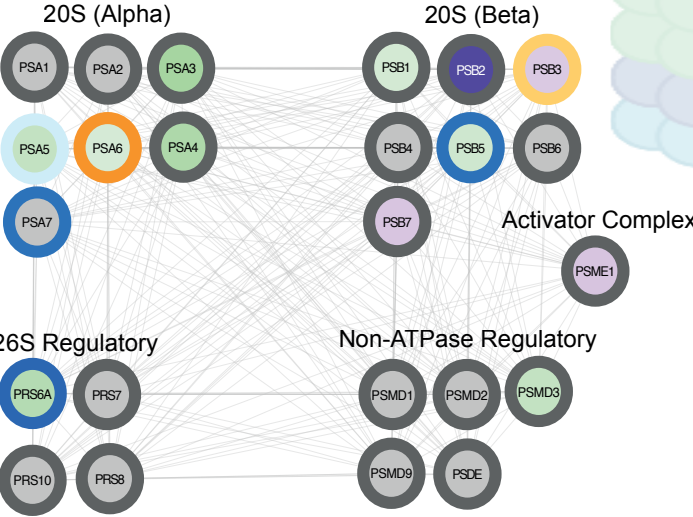 20S (Alpha)
20S (Beta)
PSA1 PSA2 PSA3
PSB1 PSB2 PSB3
PSA5 PSA6 PSA4
PSB4 PSB5 PSB6
PSA7
PSB7
Activator Complex
PSME1
26S Regulatory
Non-ATPase Regulatory
PRS6A PRS7
PSMD1 PSMD2 PSMD3
PRS10 PRS8
PSMD9 PSDE